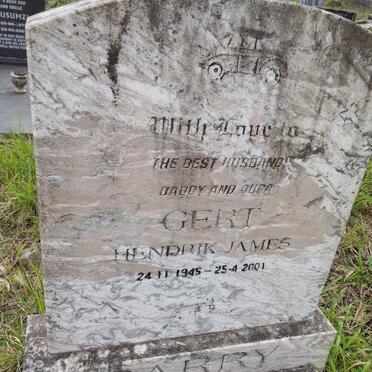 With Love to
THE BEST HUSBAND
DADDY AND OUPA
GERT
HENDRIK JAMES
24·11·1945 - 25·4·2001